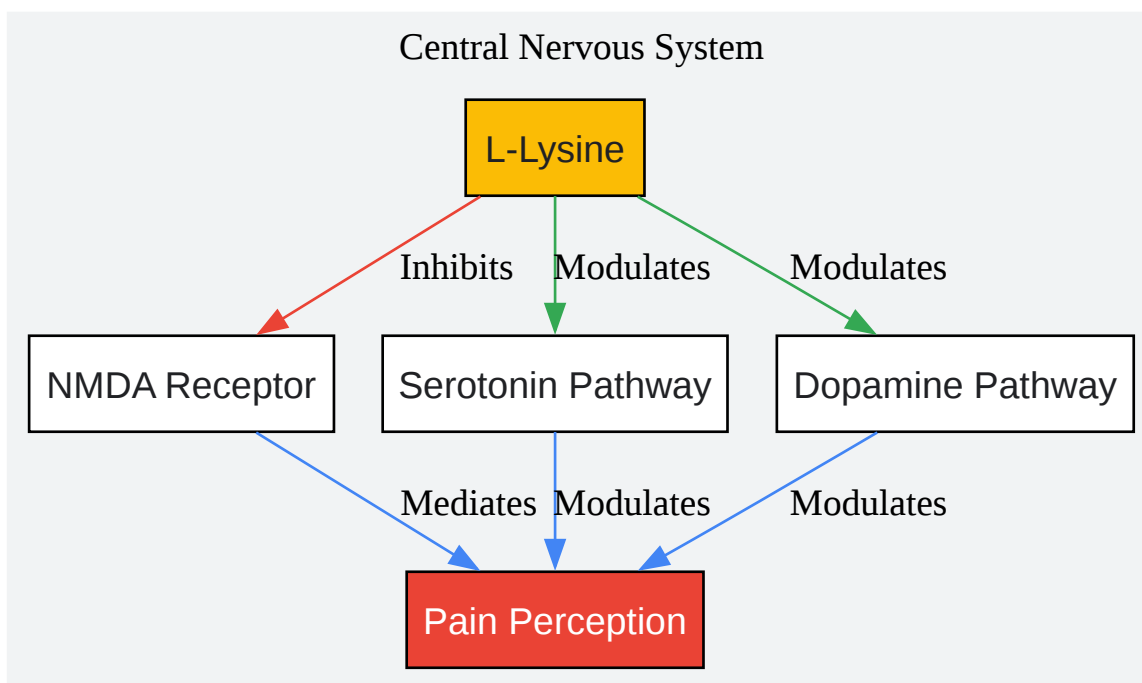 Central Nervous System
L-Lysine
Inhibits
Modulates
Modulates
NMDA Receptor
Serotonin Pathway
Dopamine Pathway
Mediates
Modulates
Modulates
Pain Perception